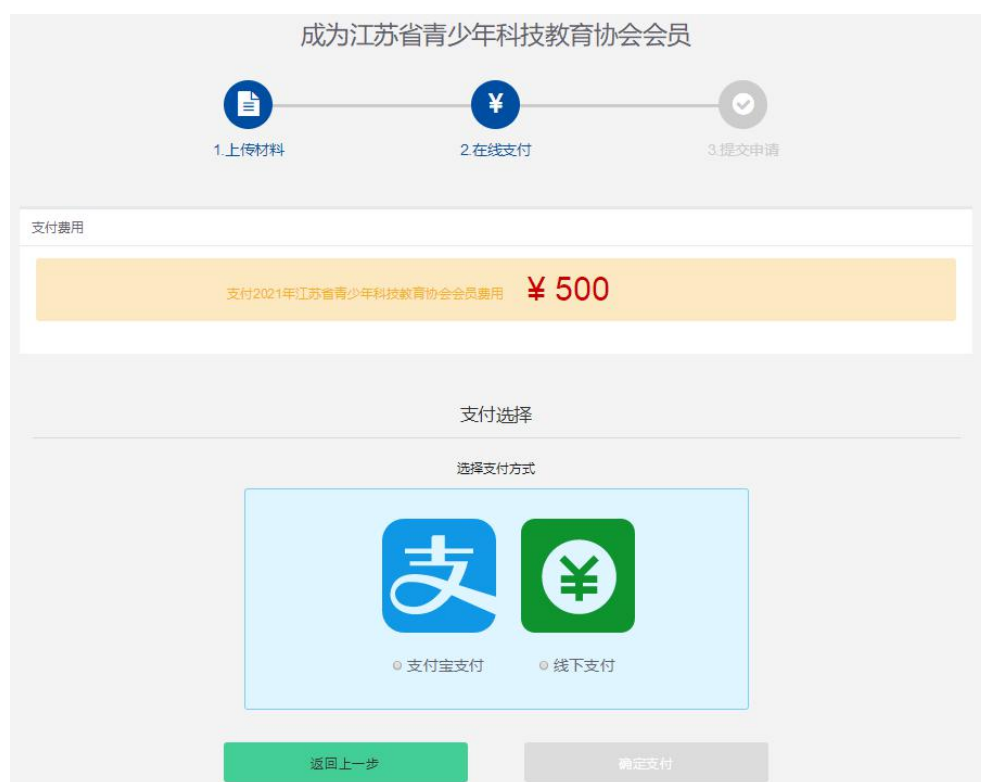 成为江苏省青少年科技教育协会会员
¥
1.上传材料 2.在线支付 3.提交申请
支付费用
支付2021年江苏省青少年科技教育协会会员费用 ¥ 500
支付选择
选择支付方式
支 ¥
支付宝支付 线下支付
返回上一步 确定支付